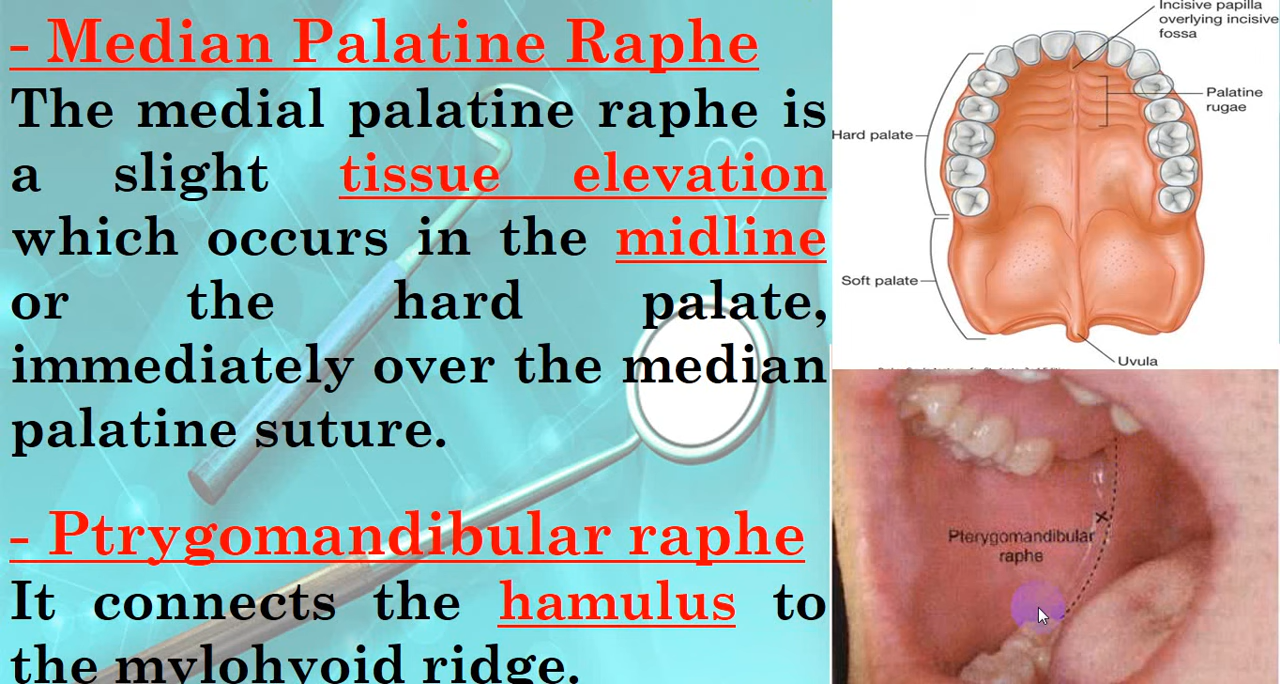 - Median Palatine Raphe
The medial palatine raphe is
a slight tissue elevation
which occurs in the midline
or the hard palate,
immediately over the median
palatine suture.
- Ptrygomandibular raphe
It connects the hamulus to
the mylohyoid ridge.
Incisive papilla
overlying incisive
fossa
Palatine
rugae
Hard palate
Soft palate
Uvula
Pterygomandibular
raphe